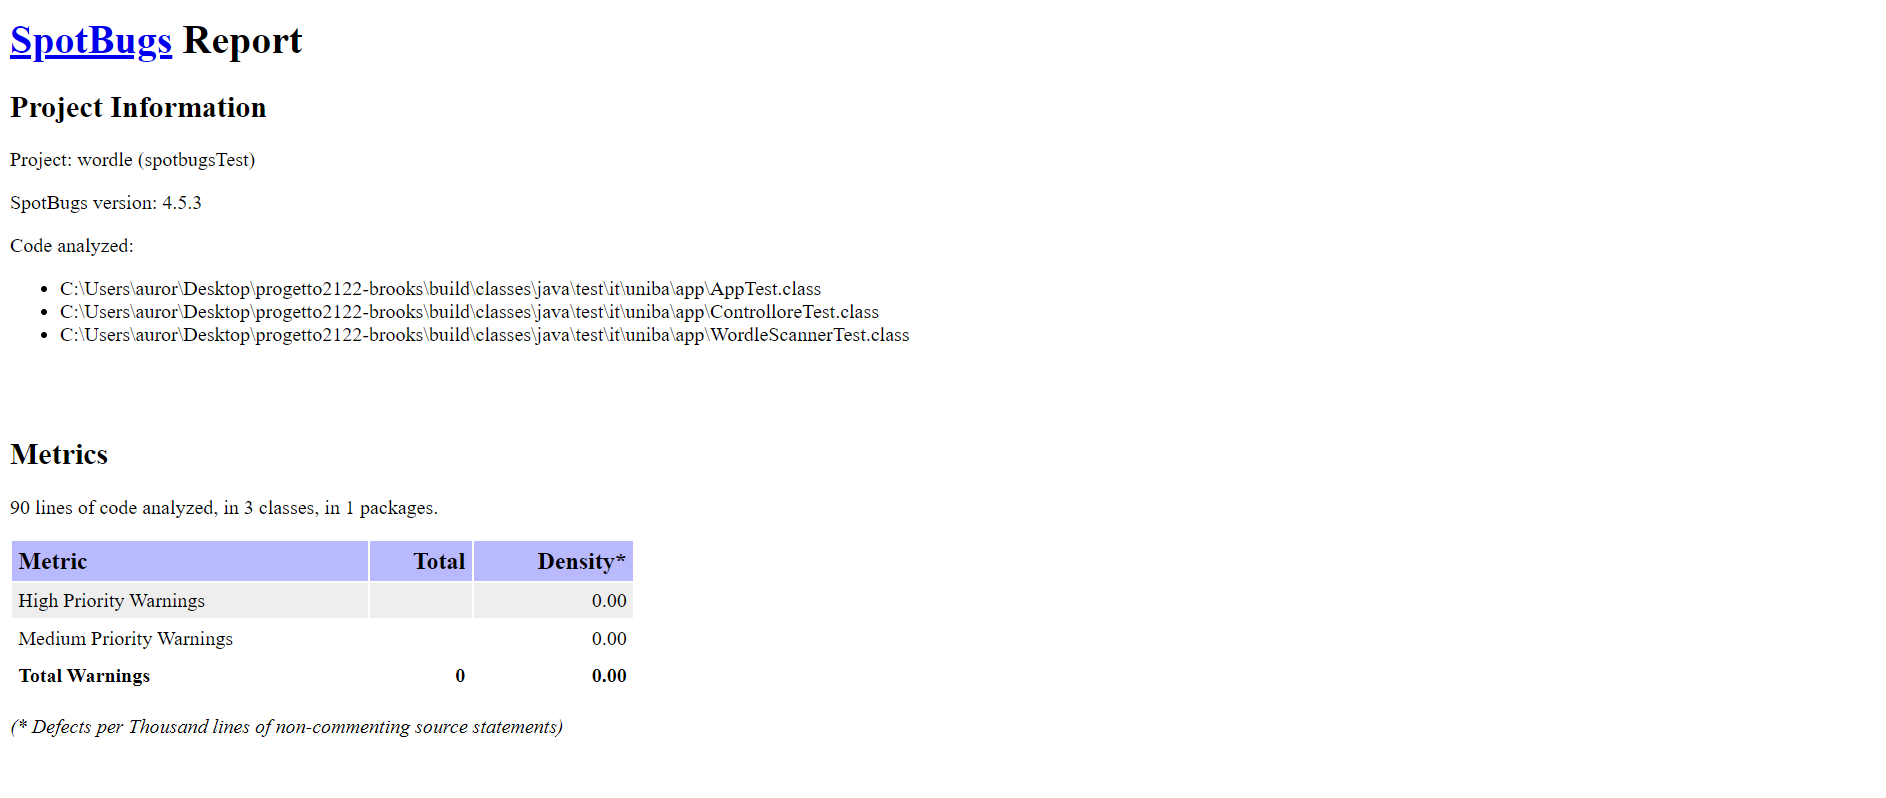 SpotBugs Report
Project Information
Project: wordle (spotbugsTest)
SpotBugs version: 4.5.3
Code analyzed:
• C:\Users\auror\Desktop\progetto2122-brooks\build\classes\java\test\it\uniba\app\AppTest.class
• C:\Users\auror\Desktop\progetto2122-brooks\build\classes\java\test\it\uniba\app\ControlloreTest.class
• C:\Users\auror\Desktop\progetto2122-brooks\build\classes\java\test\it\uniba\app\WordleScannerTest.class
Metrics
90 lines of code analyzed, in 3 classes, in 1 packages.
Metric Total Density*
High Priority Warnings 0.00
Medium Priority Warnings 0.00
Total Warnings 0 0.00
(* Defects per Thousand lines of non-commenting source statements)